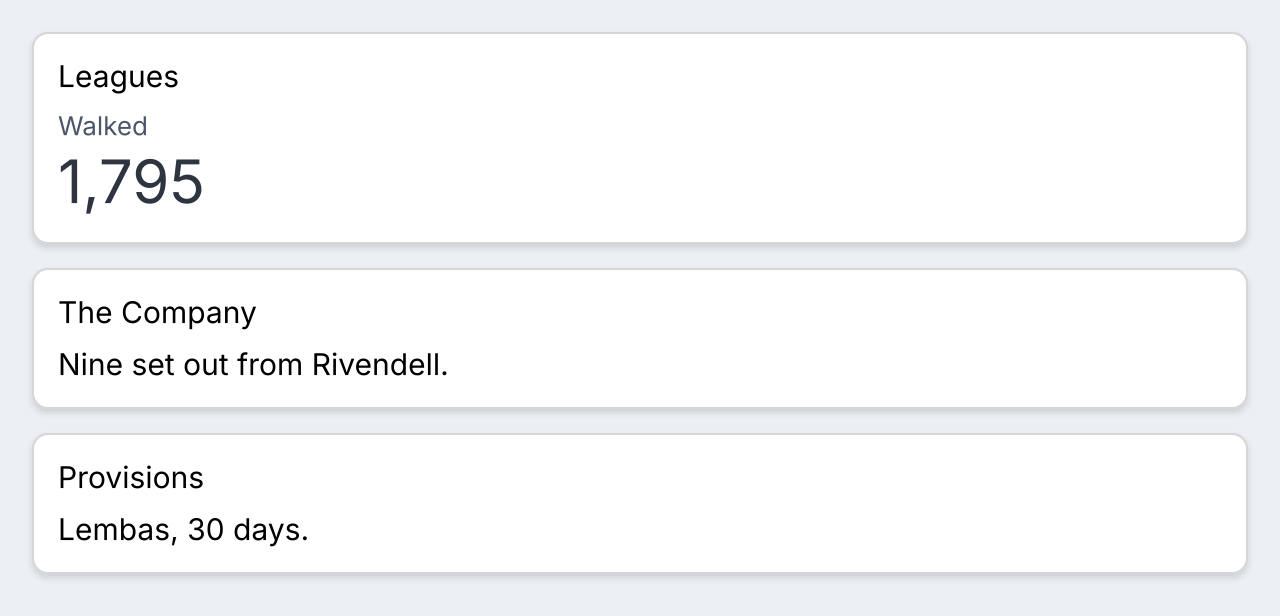 Leagues
Walked
1,795
The Company
Nine set out from Rivendell.
Provisions
Lembas, 30 days.